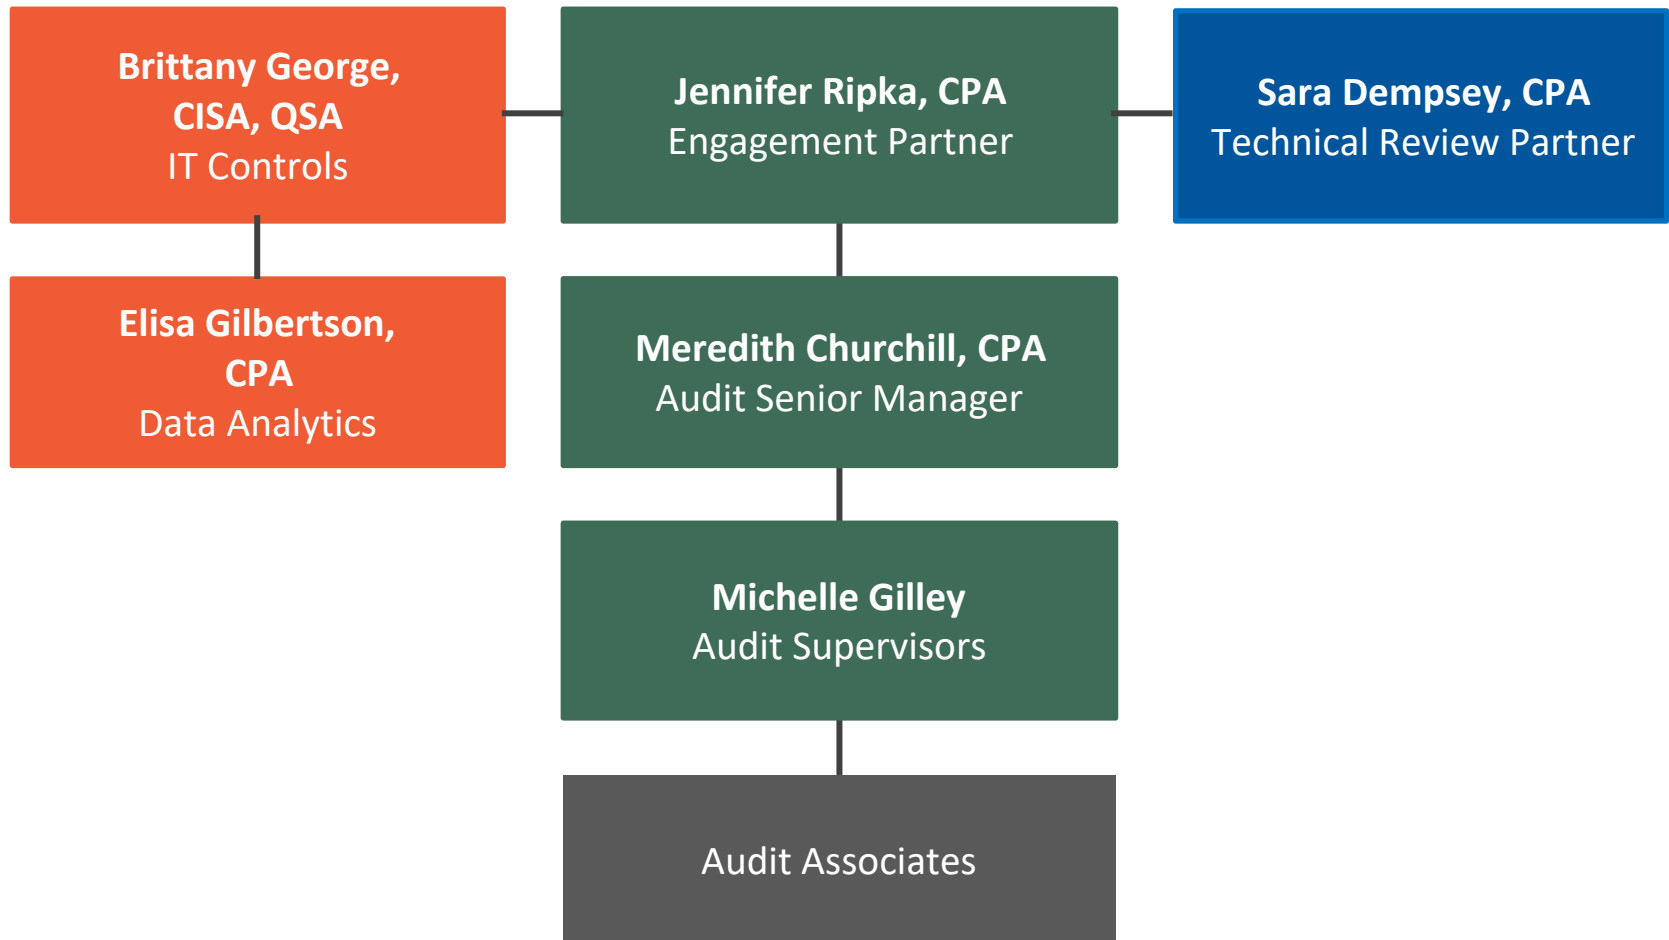 Brittany George,
CISA, QSA
IT Controls
Jennifer Ripka, CPA
Engagement Partner
Sara Dempsey, CPA
Technical Review Partner
Elisa Gilbertson,
CPA
Data Analytics
Meredith Churchill, CPA
Audit Senior Manager
Michelle Gilley
Audit Supervisors
Audit Associates